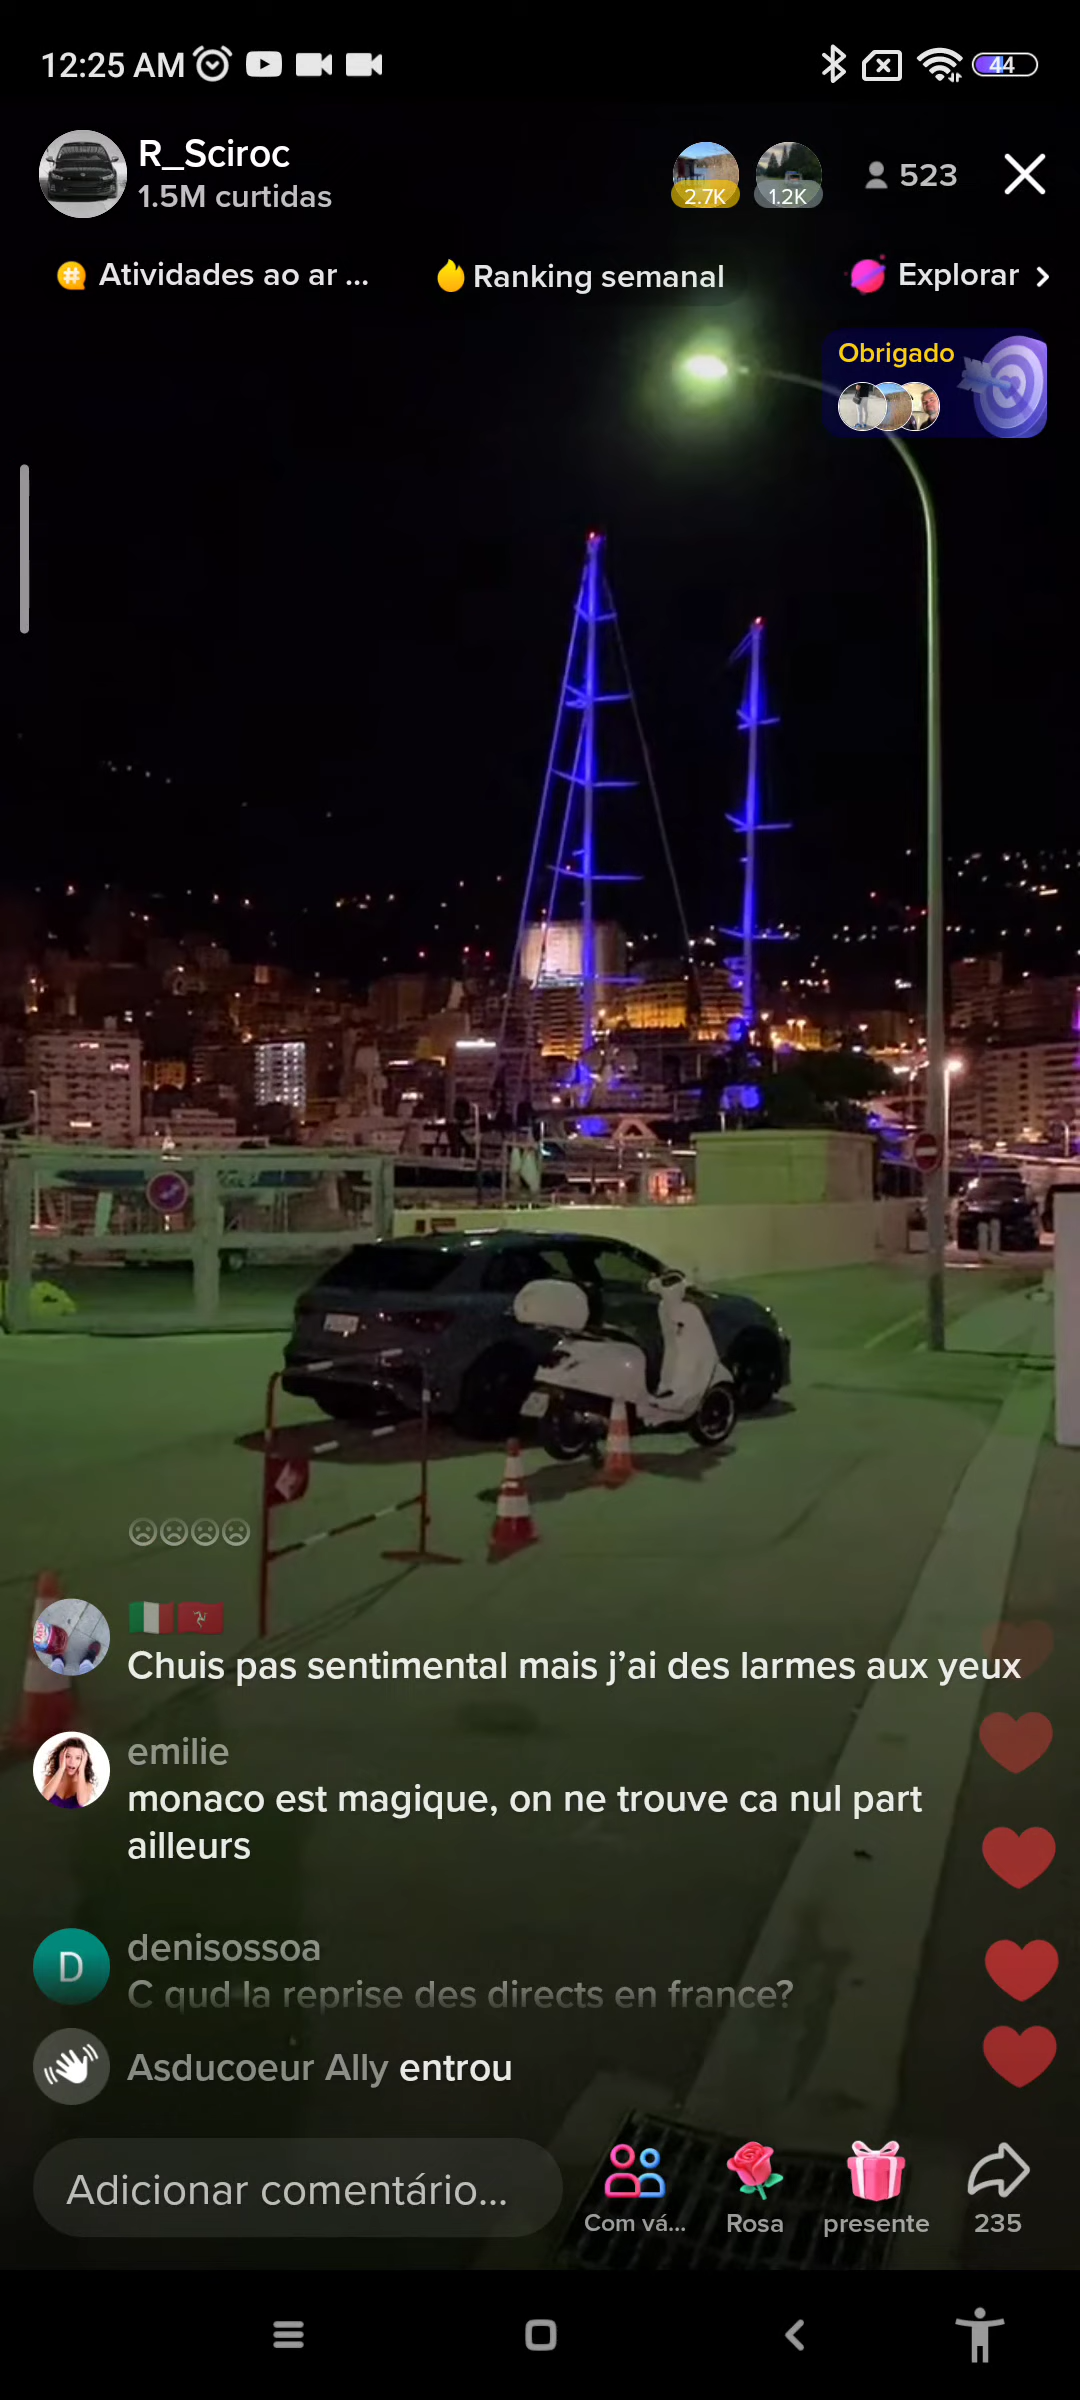 12:25 AM
44
R_Sciroc
1.5M curtidas
2.7K
1.2K
523
Atividades ao ar ...
Ranking semanal
Explorar
Obrigado
Chuis pas sentimental mais j’ai des larmes aux yeux
emilie
monaco est magique, on ne trouve ca nul part
ailleurs
D
denisossoa
C qud la reprise des directs en france?
Asducoeur Ally entrou
Adicionar comentário...
Com vá...
Rosa
presente
235